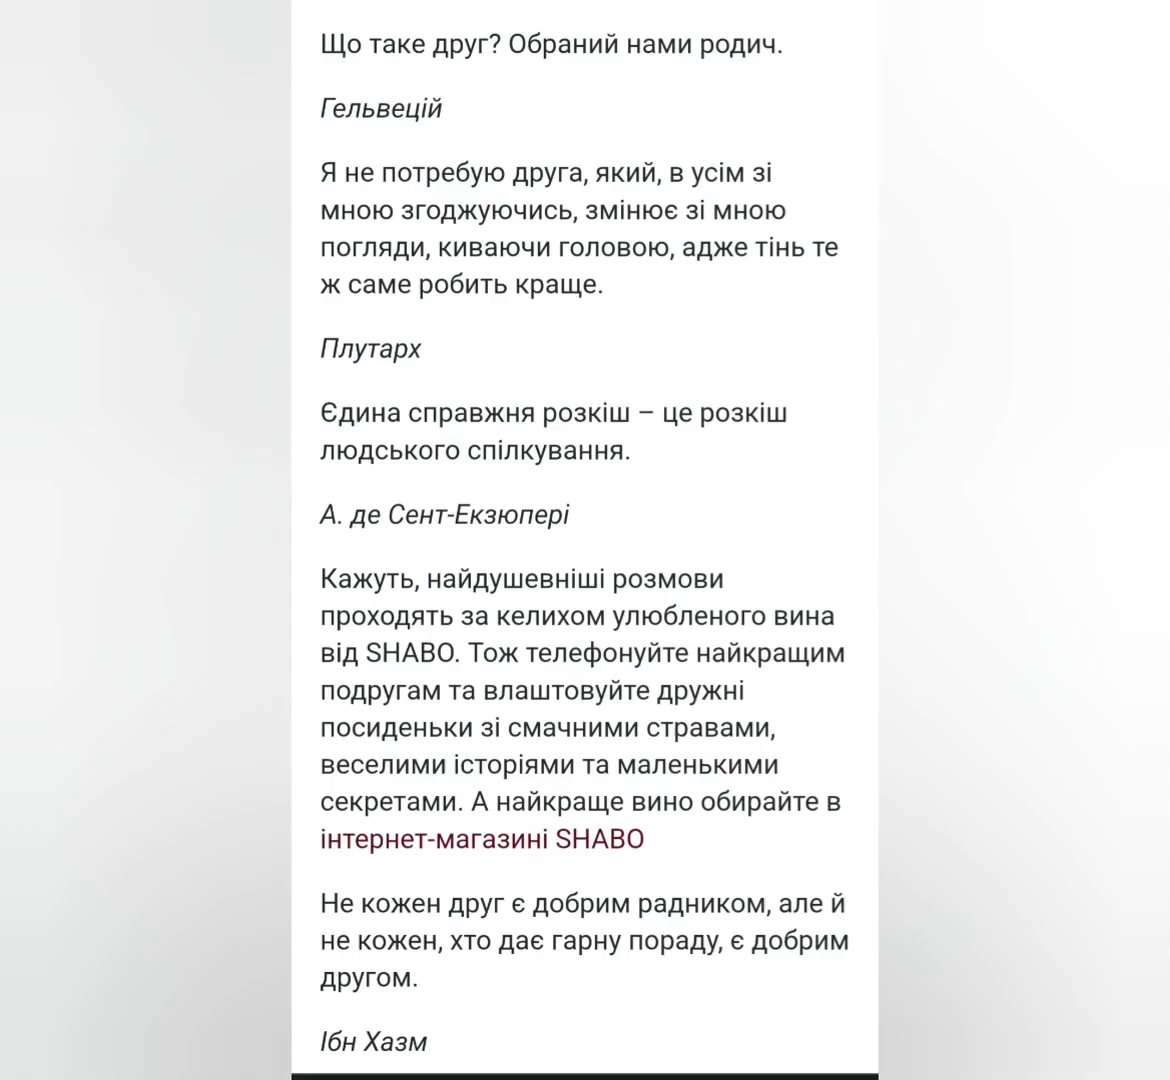 Що таке друг? Обраний нами родич.
Гельвецій
Я не потребую друга, який, в усім зі
мною згоджуючись, змінює зі мною
погляди, киваючи головою, адже тінь те
ж саме робить краще.
Плутарх
Єдина справжня розкіш – це розкіш
людського спілкування.
А. де Сент-Екзюпері
Кажуть, найдушевніші розмови
проходять за келихом улюбленого вина
від SHABO. Тож телефонуйте найкращим
подругам та влаштовуйте дружні
посиденьки зі смачними стравами,
веселими історіями та маленькими
секретами. А найкраще вино обирайте в
інтернет-магазині SHABO
Не кожен друг є добрим радником, але й
не кожен, хто дає гарну пораду, є добрим
другом.
Ібн Хазм